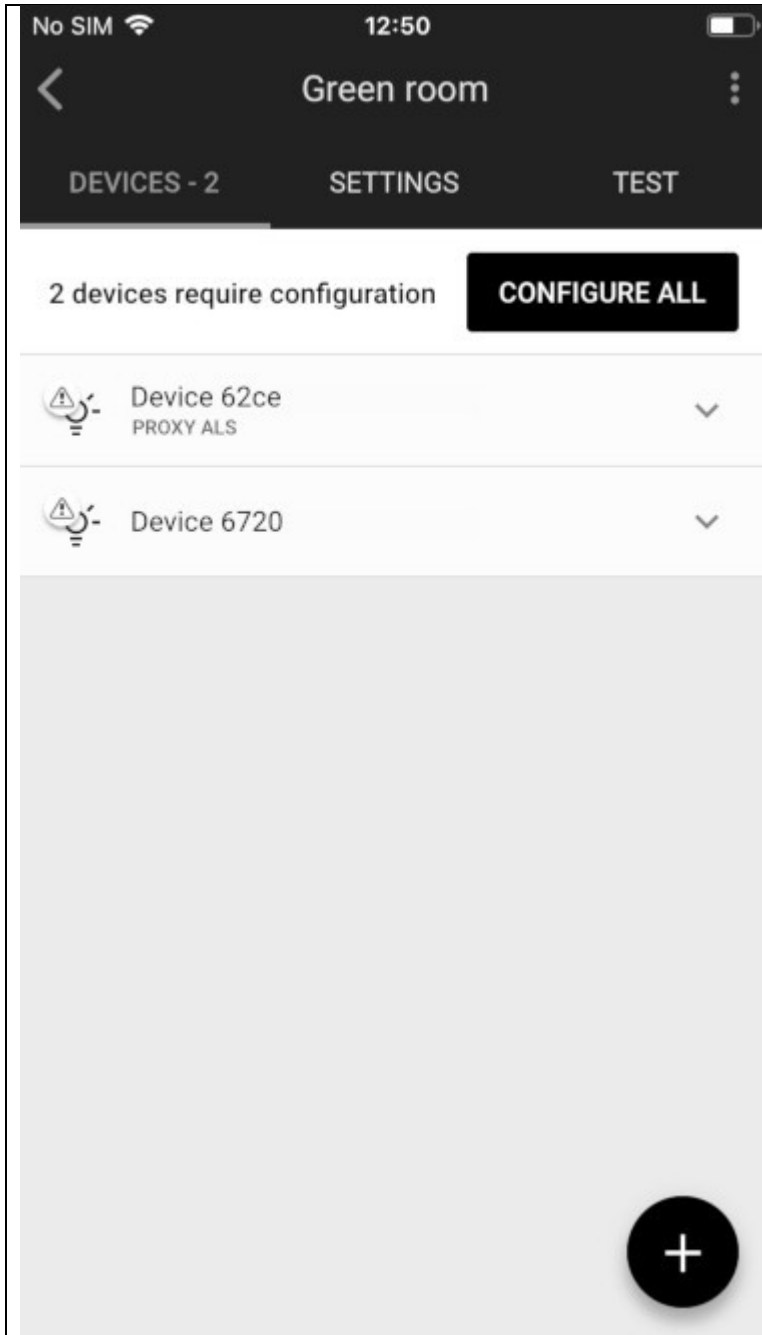 No SIM 12:50
Green room
DEVICES - 2 SETTINGS TEST
2 devices require configuration CONFIGURE ALL
Device 62ce
PROXY ALS
Device 6720